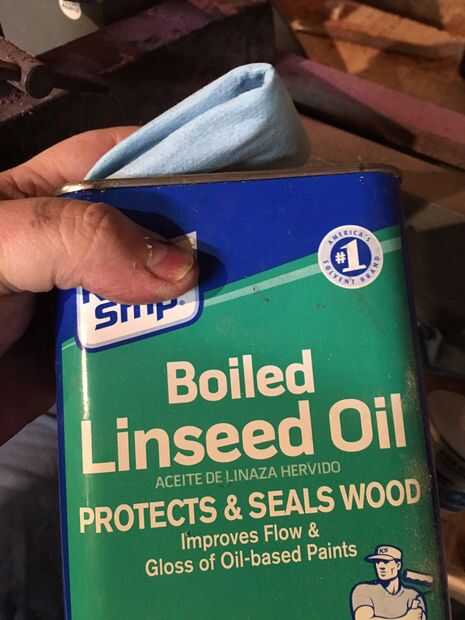 AMERICA'S
#1
SOLVENT BRAND
smp.
Boiled
Linseed Oil
ACEITE DE LINAZA HERVIDO
PROTECTS & SEALS WOOD
Improves Flow &
Gloss of Oil-based Paints
KS